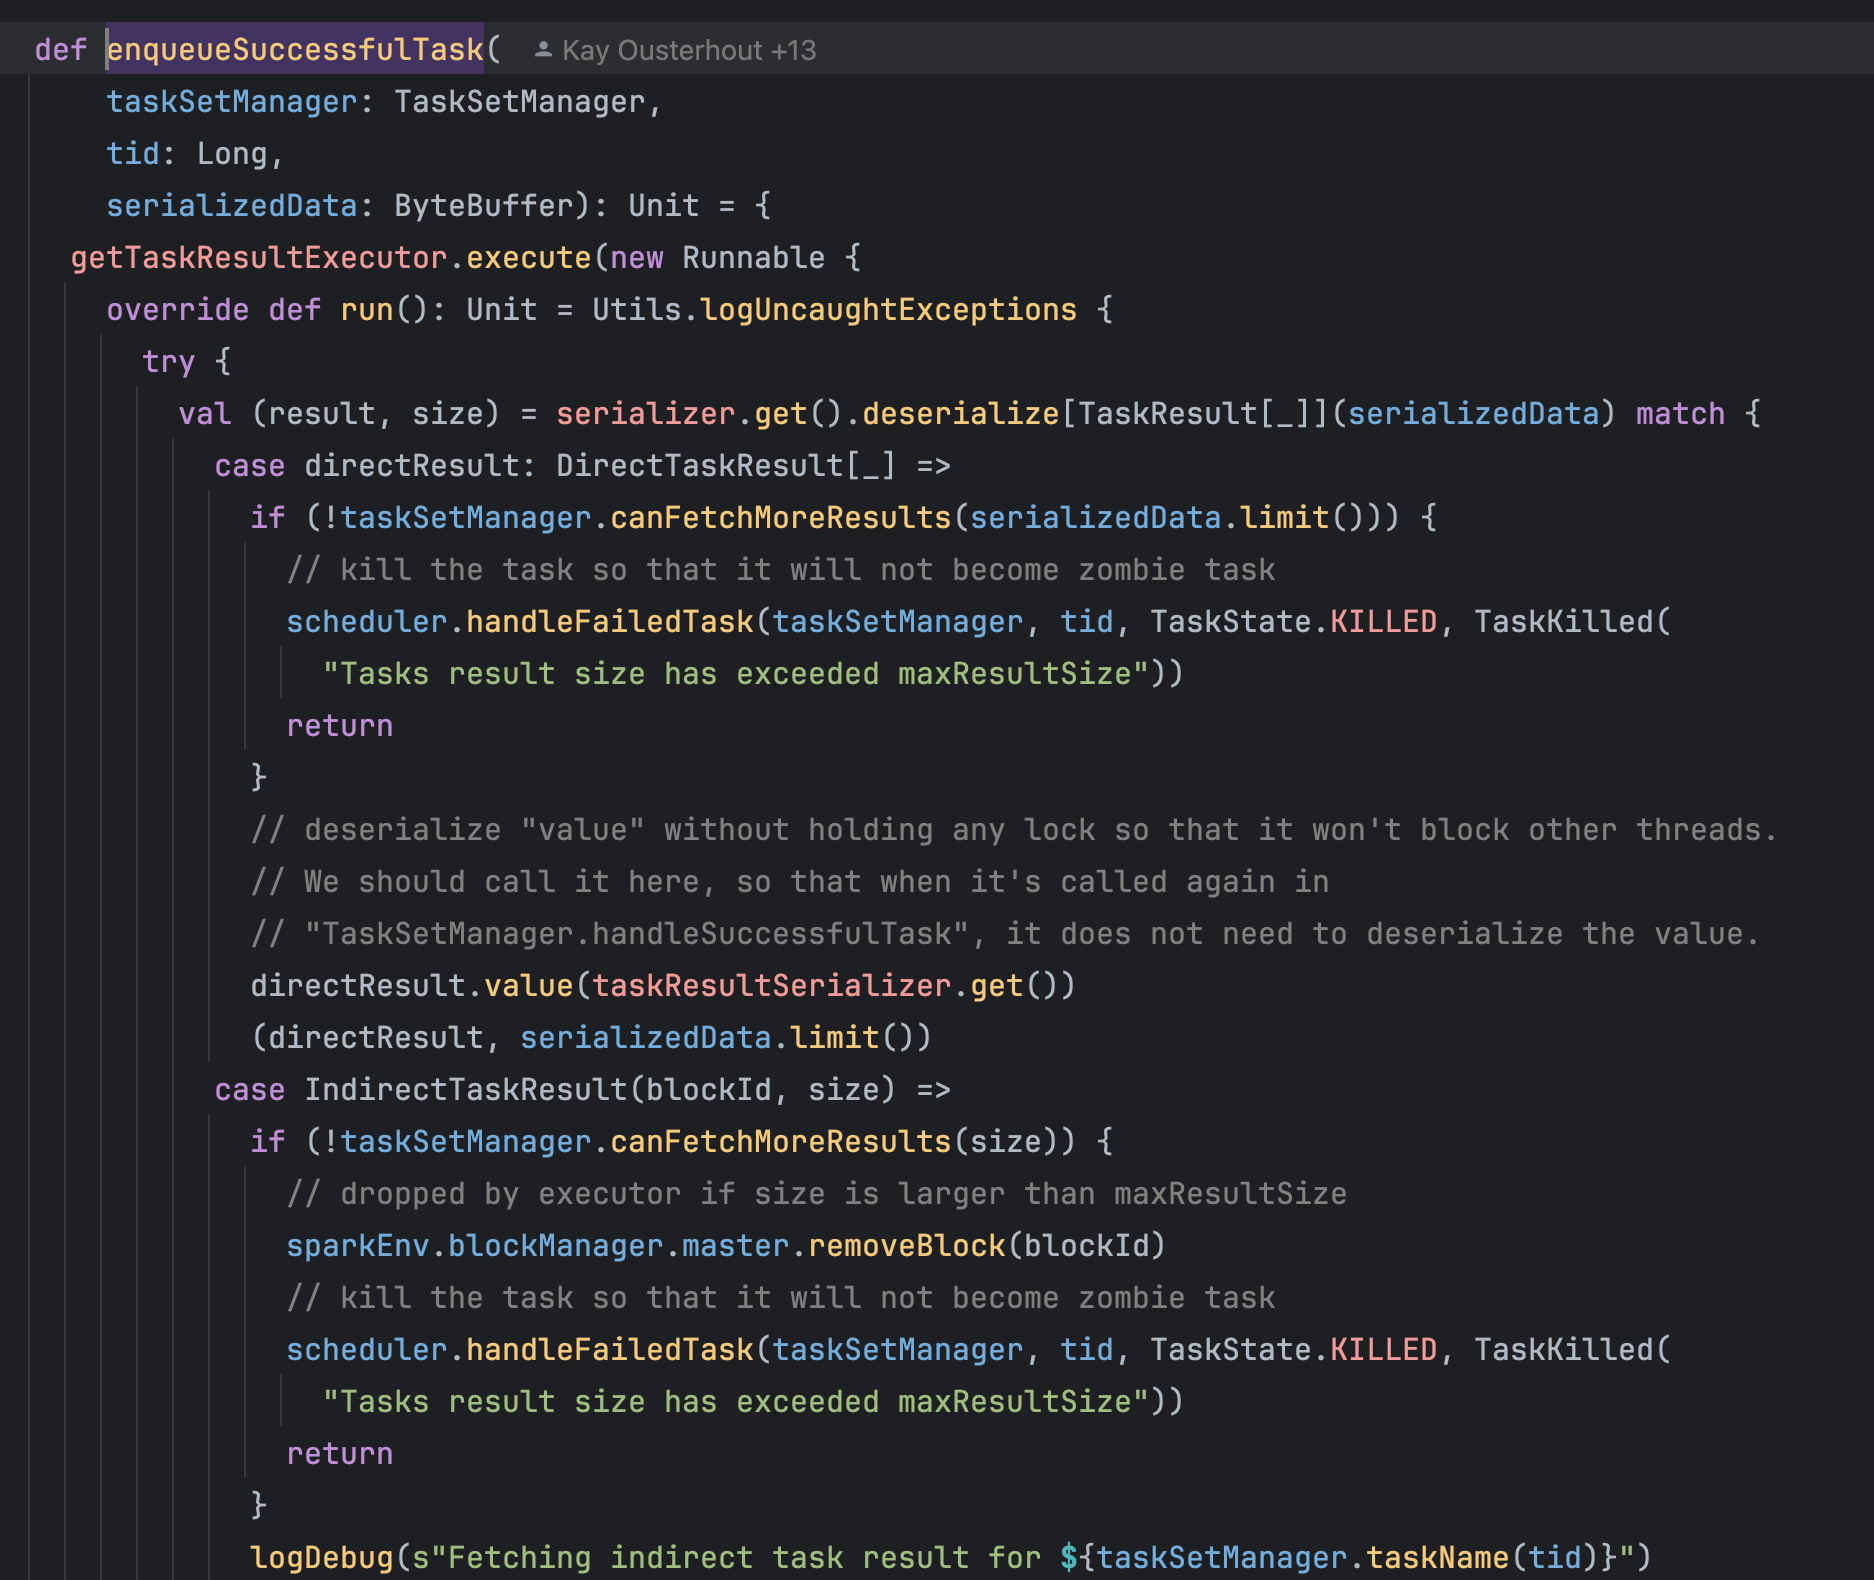 def enqueueSuccessfulTask( Kay Ousterhout +13
taskSetManager: TaskSetManager,
tid: Long,
serializedData: ByteBuffer): Unit = {
getTaskResultExecutor.execute(new Runnable {
override def run(): Unit = Utils.logUncaughtExceptions {
try {
val (result, size) = serializer.get().deserialize[TaskResult[_]](serializedData) match {
case directResult: DirectTaskResult[_] =>
if (!taskSetManager.canFetchMoreResults(serializedData.limit())) {
// kill the task so that it will not become zombie task
scheduler.handleFailedTask(taskSetManager, tid, TaskState.KILLED, TaskKilled(
"Tasks result size has exceeded maxResultSize"))
return
}
// deserialize "value" without holding any lock so that it won't block other threads.
// We should call it here, so that when it's called again in
// "TaskSetManager.handleSuccessfulTask", it does not need to deserialize the value.
directResult.value(taskResultSerializer.get())
(directResult, serializedData.limit())
case IndirectTaskResult(blockId, size) =>
if (!taskSetManager.canFetchMoreResults(size)) {
// dropped by executor if size is larger than maxResultSize
sparkEnv.blockManager.master.removeBlock(blockId)
// kill the task so that it will not become zombie task
scheduler.handleFailedTask(taskSetManager, tid, TaskState.KILLED, TaskKilled(
"Tasks result size has exceeded maxResultSize"))
return
}
logDebug(s"Fetching indirect task result for ${taskSetManager.taskName(tid)}")